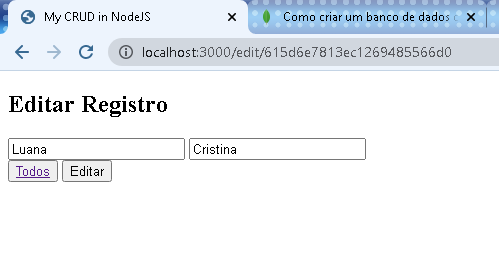 My CRUD in NodeJS
Como criar um banco de dados
localhost:3000/edit/615d6e7813ec1269485566d0
Editar Registro
Luana Cristina
Todos Editar